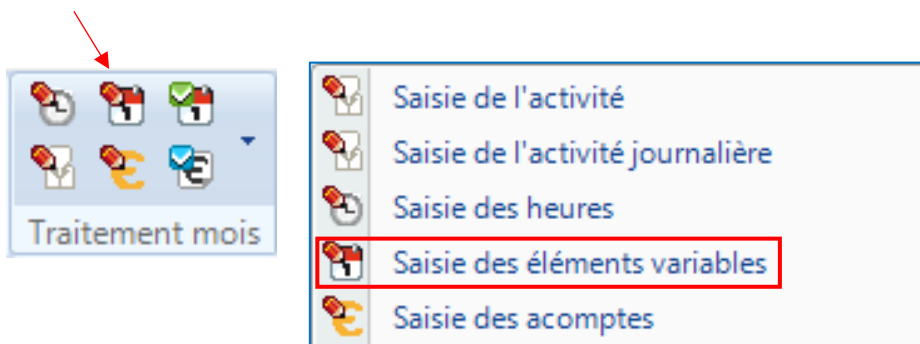 Traitement mois
Saisie de l'activité
Saisie de l'activité journalière
Saisie des heures
Saisie des éléments variables
Saisie des acomptes